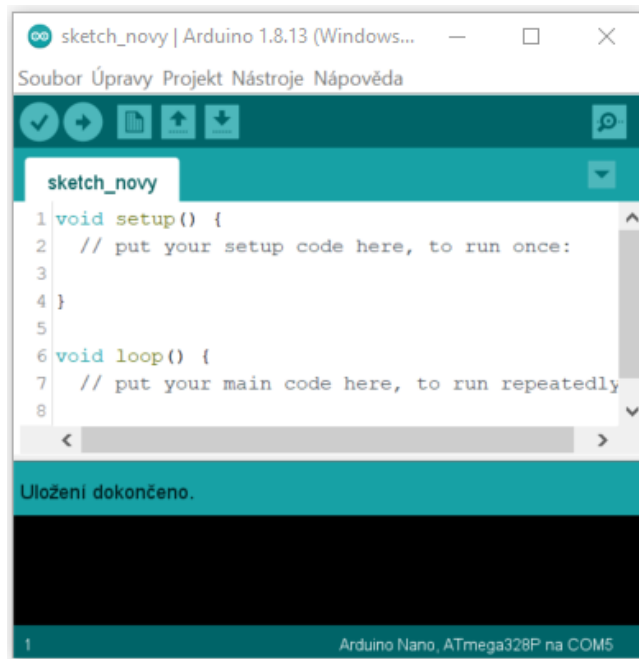 sketch_novy | Arduino 1.8.13 (Windows...
Soubor Úpravy Projekt Nástroje Nápověda
sketch_novy
1 void setup() {
2 // put your setup code here, to run once:
3
4 }
5
6 void loop() {
7 // put your main code here, to run repeatedly
8
Uložení dokončeno.
1 Arduino Nano, ATmega328P na COM5